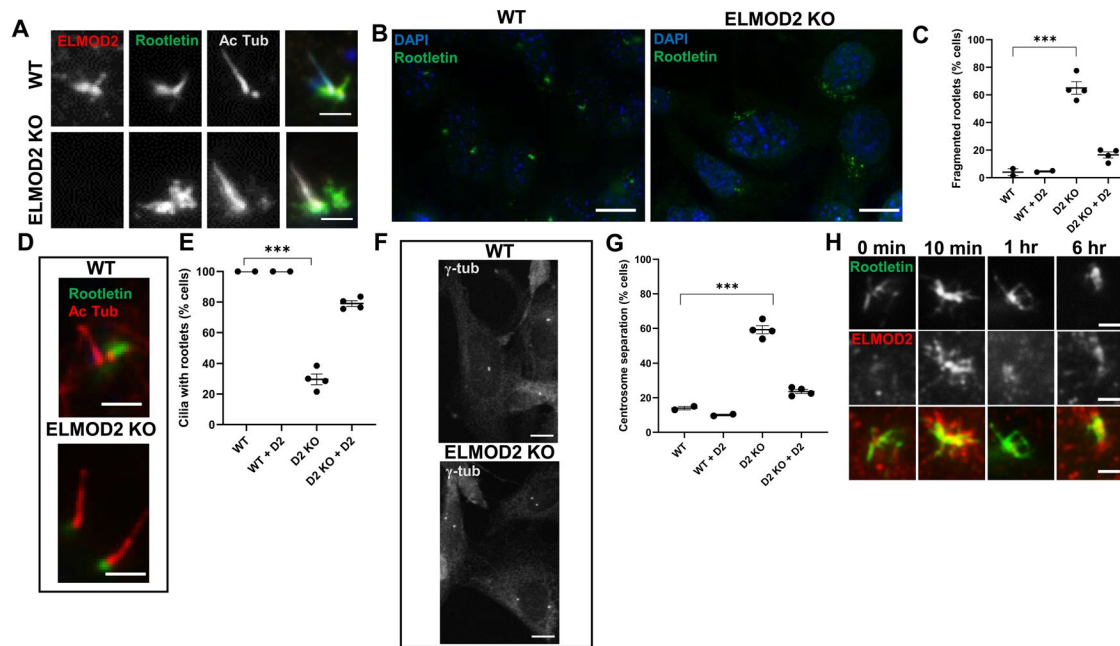 A
ELMOD2
Rootletin
Ac Tub
WT
ELMOD2 KO
B
WT
ELMOD2 KO
DAPI
Rootletin
DAPI
Rootletin
C
Fragmented rootlets (% cells)
100
80
60
40
20
0
***
WT
WT + D2
D2 KO
D2 KO + D2
D
WT
Rootletin
Ac Tub
ELMOD2 KO
E
Cilia with rootlets (% cells)
100
80
60
40
20
0
***
WT
WT + D2
D2 KO
D2 KO + D2
F
WT
γ-tub
ELMOD2 KO
γ-tub
G
Centrosome separation (% cells)
100
80
60
40
20
0
***
WT
WT + D2
D2 KO
D2 KO + D2
H
0 min 10 min 1 hr 6 hr
Rootletin
ELMOD2